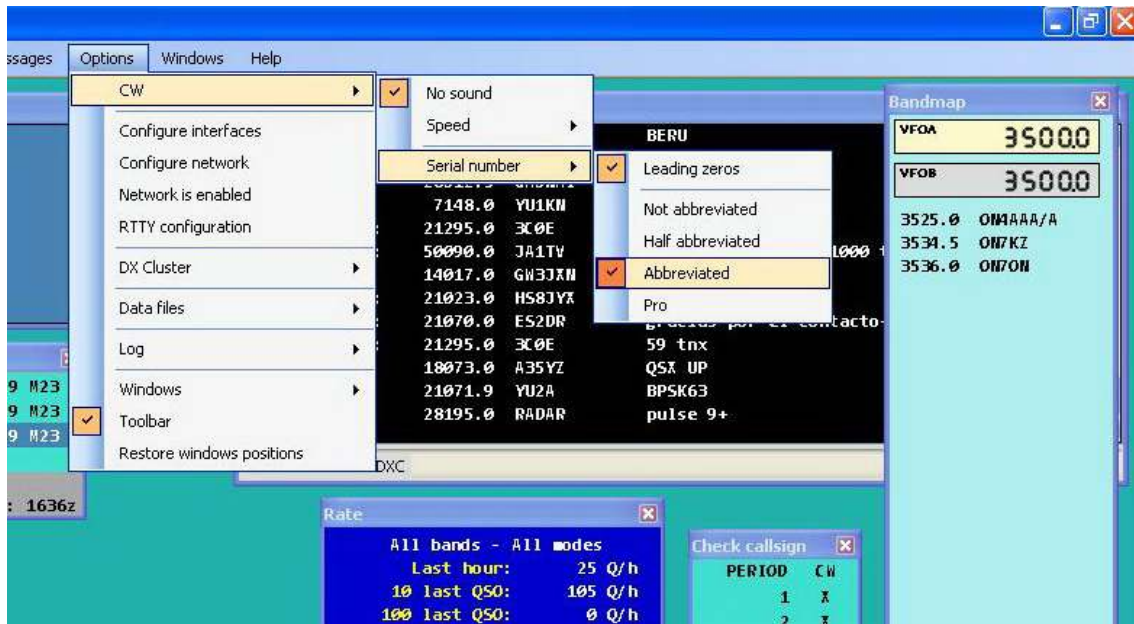 Options Windows Help
CW
Configure interfaces
Configure network
Network is enabled
RTTY configuration
DX Cluster
Data files
Log
Windows
Toolbar
Restore windows positions
No sound
Speed
Serial number
Leading zeros
Not abbreviated
Half abbreviated
Abbreviated
Pro
BERU
7148.0 YU1KN
21295.0 3C0E
50090.0 JA1TV
14017.0 GW3JXN
21023.0 HS8JYX
21070.0 ES2DR
21295.0 3C0E 59 tnx
18073.0 A35YZ QSX UP
21071.9 YU2A BPSK63
28195.0 RADAR pulse 9+
DXC
9 M23
9 M23
9 M23
: 1636z
Bandmap
VFOA 3500.0
VFOB 3500.0
3525.0 ON4AAA/A
3534.5 ON7KZ
3536.0 ON7ON
Rate
All bands - All modes
Last hour: 25 Q/h
10 last QSO: 105 Q/h
100 last QSO: 0 Q/h
Check callsign
PERIOD CW
1 X
2 X